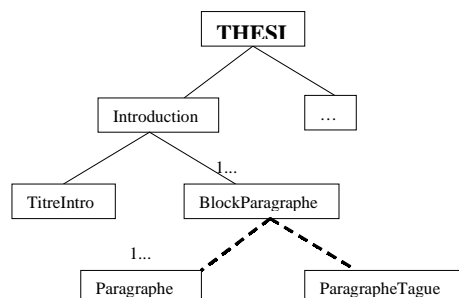 THESI
Introduction
...
1...
TitreIntro
BlockParagraphe
1...
Paragraphe
ParagrapheTague